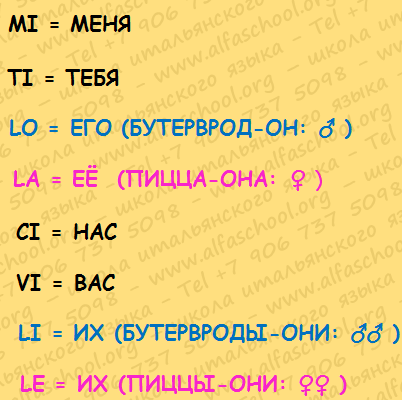 MI = МЕНЯ
TI = ТЕБЯ
LO = ЕГО (БУТЕРВРОД-ОН: ♂ )
LA = ЕЁ (ПИЦЦА-ОНА: ♀ )
CI = НАС
VI = ВАС
LI = ИХ (БУТЕРВРОДЫ-ОНИ: ♂♂ )
LE = ИХ (ПИЦЦЫ-ОНИ: ♀♀ )